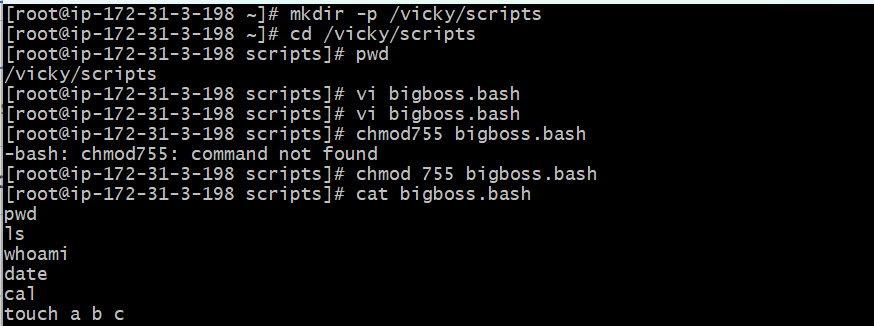 [root@ip-172-31-3-198 ~]# mkdir -p /vicky/scripts
[root@ip-172-31-3-198 ~]# cd /vicky/scripts
[root@ip-172-31-3-198 scripts]# pwd
/vicky/scripts
[root@ip-172-31-3-198 scripts]# vi bigboss.bash
[root@ip-172-31-3-198 scripts]# vi bigboss.bash
[root@ip-172-31-3-198 scripts]# chmod755 bigboss.bash
-bash: chmod755: command not found
[root@ip-172-31-3-198 scripts]# chmod 755 bigboss.bash
[root@ip-172-31-3-198 scripts]# cat bigboss.bash
pwd
ls
whoami
date
cal
touch a b c